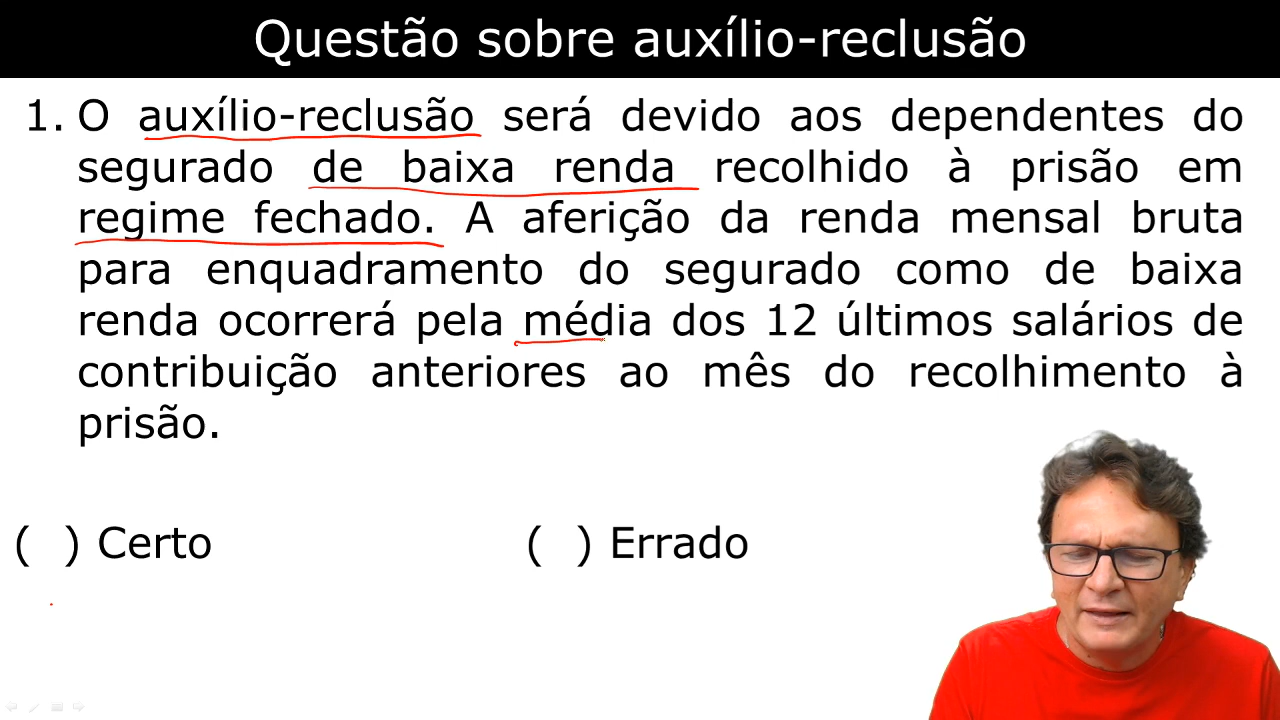 Questão sobre auxílio-reclusão
1. O auxílio-reclusão será devido aos dependentes do
segurado de baixa renda recolhido à prisão em
regime fechado. A aferição da renda mensal bruta
para enquadramento do segurado como de baixa
renda ocorrerá pela média dos 12 últimos salários de
contribuição anteriores ao mês do recolhimento à
prisão.
( ) Certo ( ) Errado